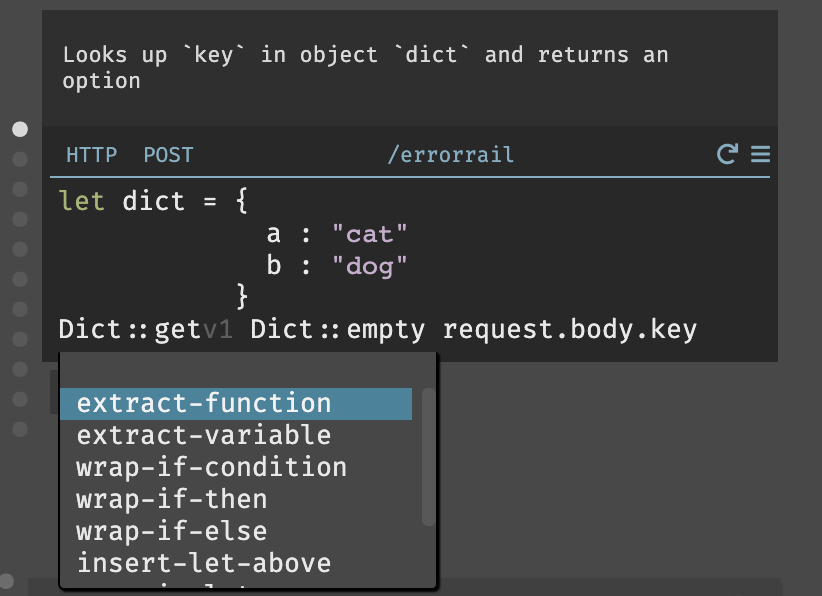 Looks up `key` in object `dict` and returns an
option
HTTP POST /errorrail
let dict = {
a : "cat"
b : "dog"
}
Dict::getv1 Dict::empty request.body.key
extract-function
extract-variable
wrap-if-condition
wrap-if-then
wrap-if-else
insert-let-above